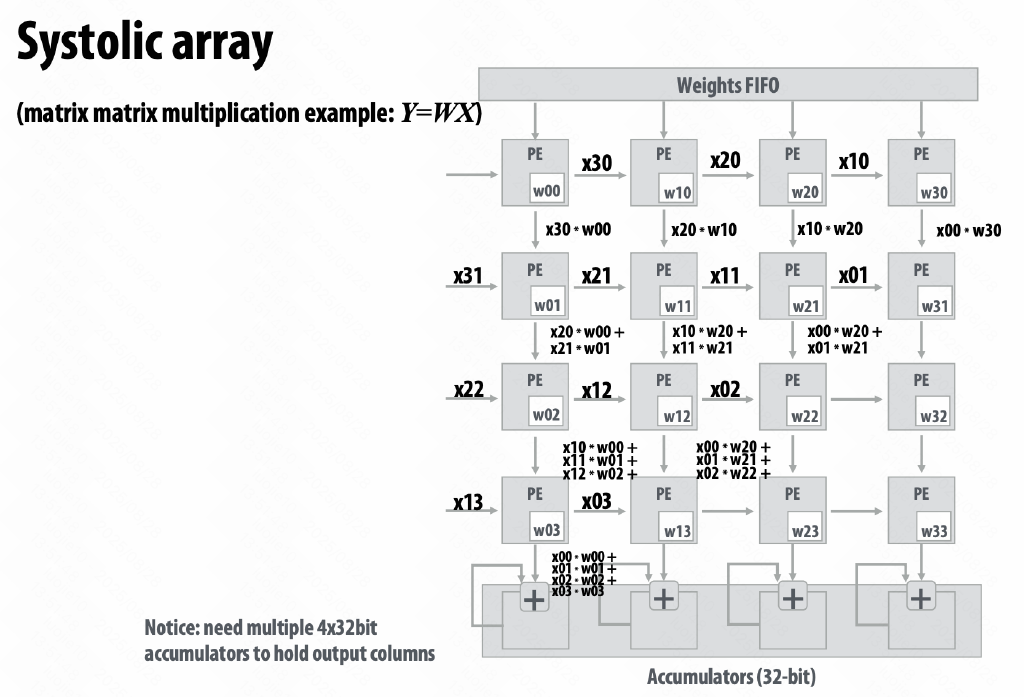 Systolic array
(matrix matrix multiplication example: Y=WX)
Weights FIFO
PE PE PE PE
x30 x20 x10
w00 w10 w20 w30
x30 * w00 x20 * w10 x10 * w20 x00 * w30
PE PE PE PE
x31 x21 x11 x01
w01 w11 w21 w31
x20 * w00 + x10 * w20 + x00 * w20 +
x21 * w01 x11 * w21 x01 * w21
PE PE PE PE
x22 x12 x02
w02 w12 w22 w32
x10 * w00 + x00 * w20 +
x11 * w01 + x01 * w21 +
x12 * w02 + x02 * w22 +
PE PE PE PE
x13 x03
w03 w13 w23 w33
x00 * w00 +
x01 * w01 +
x02 * w02 +
x03 * w03
+ + + +
Notice: need multiple 4x32bit
accumulators to hold output columns
Accumulators (32-bit)